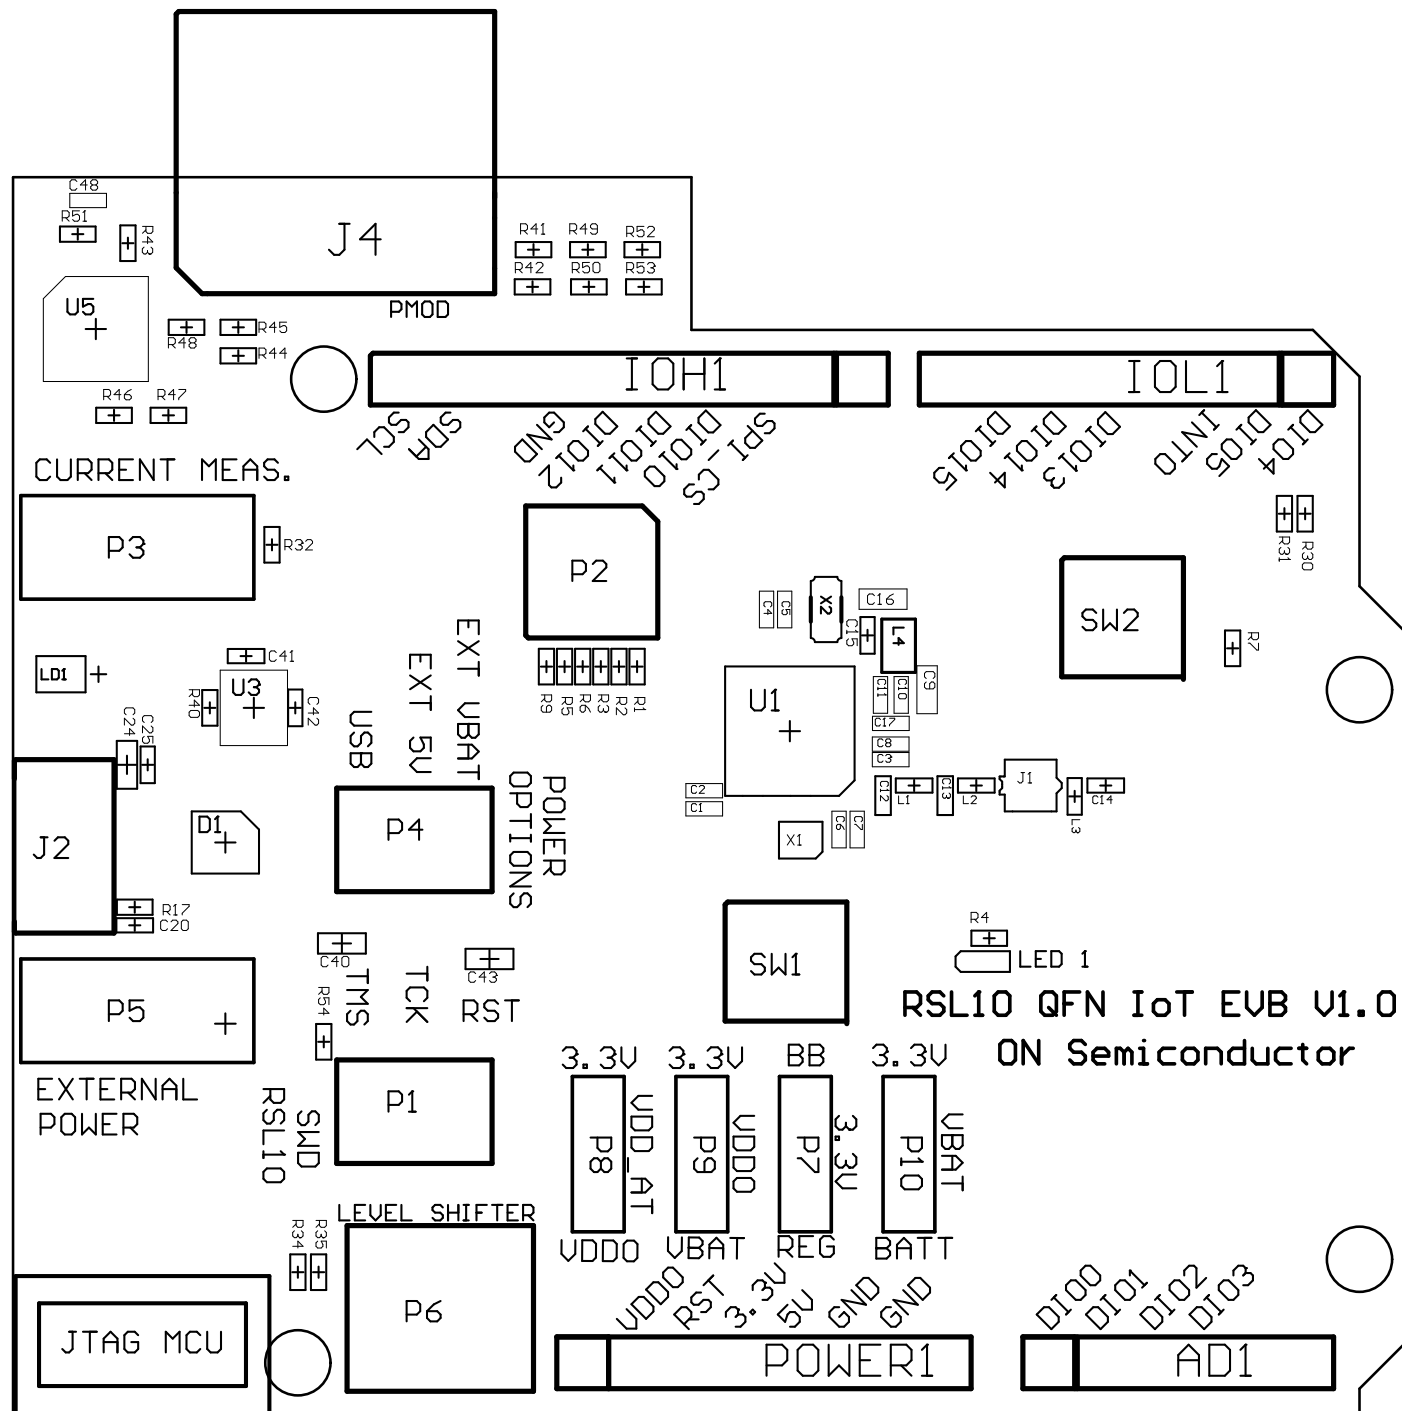 C48
R51
R43
J4
R41 R49 R52
R42 R50 R53
U5
PMOD
R48
R45
R44
R46 R47
IOH1
IOL1
SCL
SDA
GND
DIO12
DIO11
DIO10
SPI_CS
DIO15
DIO14
DIO13
INT0
DIO5
DIO4
CURRENT MEAS.
P3
R32
P2
R31
R30
SW2
X2
C4
C5
C16
C15
L4
R7
LD1
C41
U3
R40
C42
EXT VBAT
EXT 5V
USB
R9
R5
R6
R3
R2
R1
U1
C11
C10
C9
C17
C8
C3
C24
C25
C2
C1
C12
L1
C13
L2
J1
L3
C14
J2
D1
P4
POWER
OPTIONS
C6
C7
X1
R17
C20
C40
C43
SW1
R4
LED 1
P5
R54
TMS
TCK
RST
RSL10 QFN IoT EVB V1.0
ON Semiconductor
EXTERNAL
POWER
P1
SWD
RSL10
3.3V
P8
VDD_AT
VDDO
3.3V
P9
VDDO
VBAT
BB
P7
3.3V
REG
3.3V
P10
VBAT
BATT
LEVEL SHIFTER
R34
R35
P6
JTAG MCU
VDDO
RST
3.3V
5V
GND
GND
POWER1
DIO0
DIO1
DIO2
DIO3
AD1